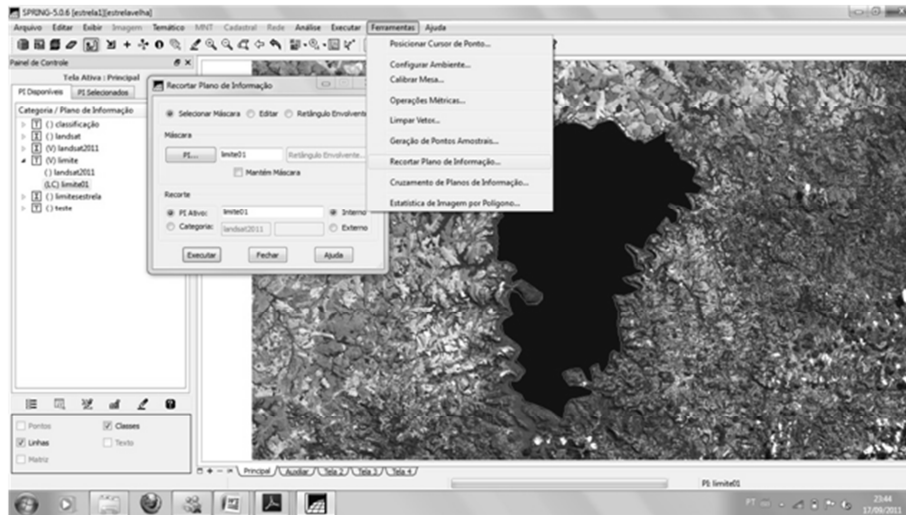 SPRING-5.0.6 [estrela1][estrelavelha]
Arquivo Editar Exibir Imagem Temático MNT Cadastral Rede Análise Executar Ferramentas Ajuda
Painel de Controle
Tela Ativa : Principal
PI Disponíveis PI Selecionados
Categoria / Plano de Informação
T () classificação
I () landsat
I (V) landsat2011
T (V) limite
() landsat2011
(LC) limite01
I () limitesestrela
T () teste
Pontos Classes
Linhas Texto
Matriz
Recortar Plano de Informação
Selecionar Máscara Editar Retângulo Envolvente
Máscara
PI... limite01 Retângulo Envolvente...
Mantém Máscara
Recorte
PI Ativo: limite01 Interno
Categoria: landsat2011 Externo
Executar Fechar Ajuda
Posicionar Cursor de Ponto...
Configurar Ambiente...
Calibrar Mesa...
Operações Métricas...
Limpar Vetor...
Geração de Pontos Amostrais...
Recortar Plano de Informação...
Cruzamento de Planos de Informação...
Estatística de Imagem por Polígono...
Principal Auxiliar Tela 2 Tela 3 Tela 4
PI: limite01
PT 23:44
17/09/2011